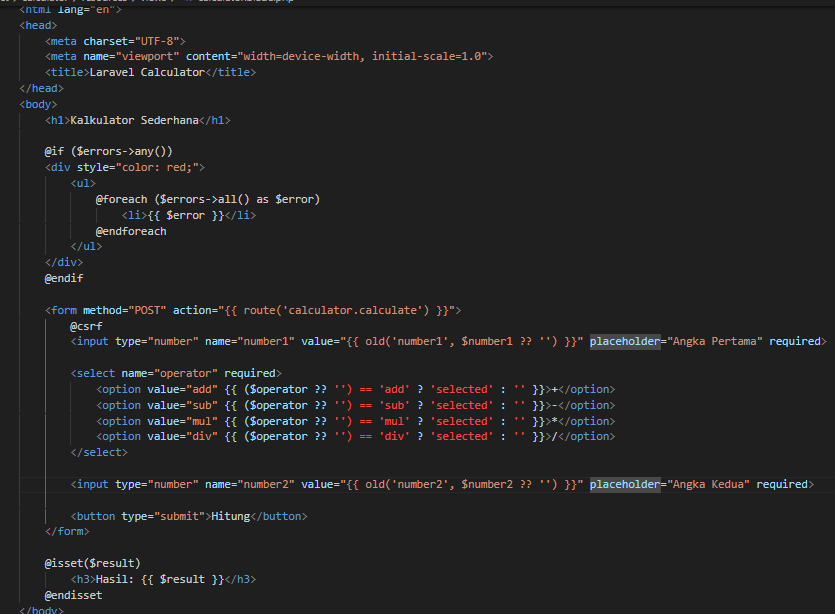 <html lang="en">
<head>
<meta charset="UTF-8">
<meta name="viewport" content="width=device-width, initial-scale=1.0">
<title>Laravel Calculator</title>
</head>
<body>
<h1>Kalkulator Sederhana</h1>
@if ($errors->any())
<div style="color: red;">
<ul>
@foreach ($errors->all() as $error)
<li>{{ $error }}</li>
@endforeach
</ul>
</div>
@endif
<form method="POST" action="{{ route('calculator.calculate') }}">
@csrf
<input type="number" name="number1" value="{{ old('number1', $number1 ?? '') }}" placeholder="Angka Pertama" required>
<select name="operator" required>
<option value="add" {{ ($operator ?? '') == 'add' ? 'selected' : '' }}>+</option>
<option value="sub" {{ ($operator ?? '') == 'sub' ? 'selected' : '' }}>-</option>
<option value="mul" {{ ($operator ?? '') == 'mul' ? 'selected' : '' }}>*</option>
<option value="div" {{ ($operator ?? '') == 'div' ? 'selected' : '' }}>/</option>
</select>
<input type="number" name="number2" value="{{ old('number2', $number2 ?? '') }}" placeholder="Angka Kedua" required>
<button type="submit">Hitung</button>
</form>
@isset($result)
<h3>Hasil: {{ $result }}</h3>
@endisset
</body>